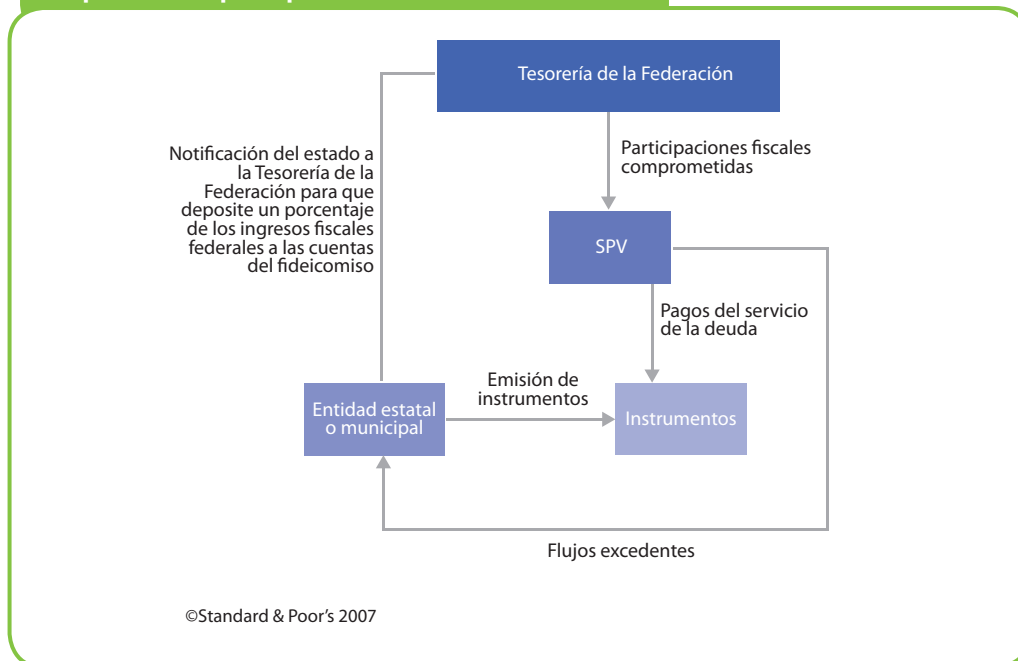 Tesorería de la Federación
Notificación del estado a
la Tesorería de la
Federación para que
deposite un porcentaje
de los ingresos fiscales
federales a las cuentas
del fideicomiso
Participaciones fiscales
comprometidas
SPV
Pagos del servicio
de la deuda
Entidad estatal
o municipal
Emisión de
instrumentos
Instrumentos
Flujos excedentes
©Standard & Poor's 2007